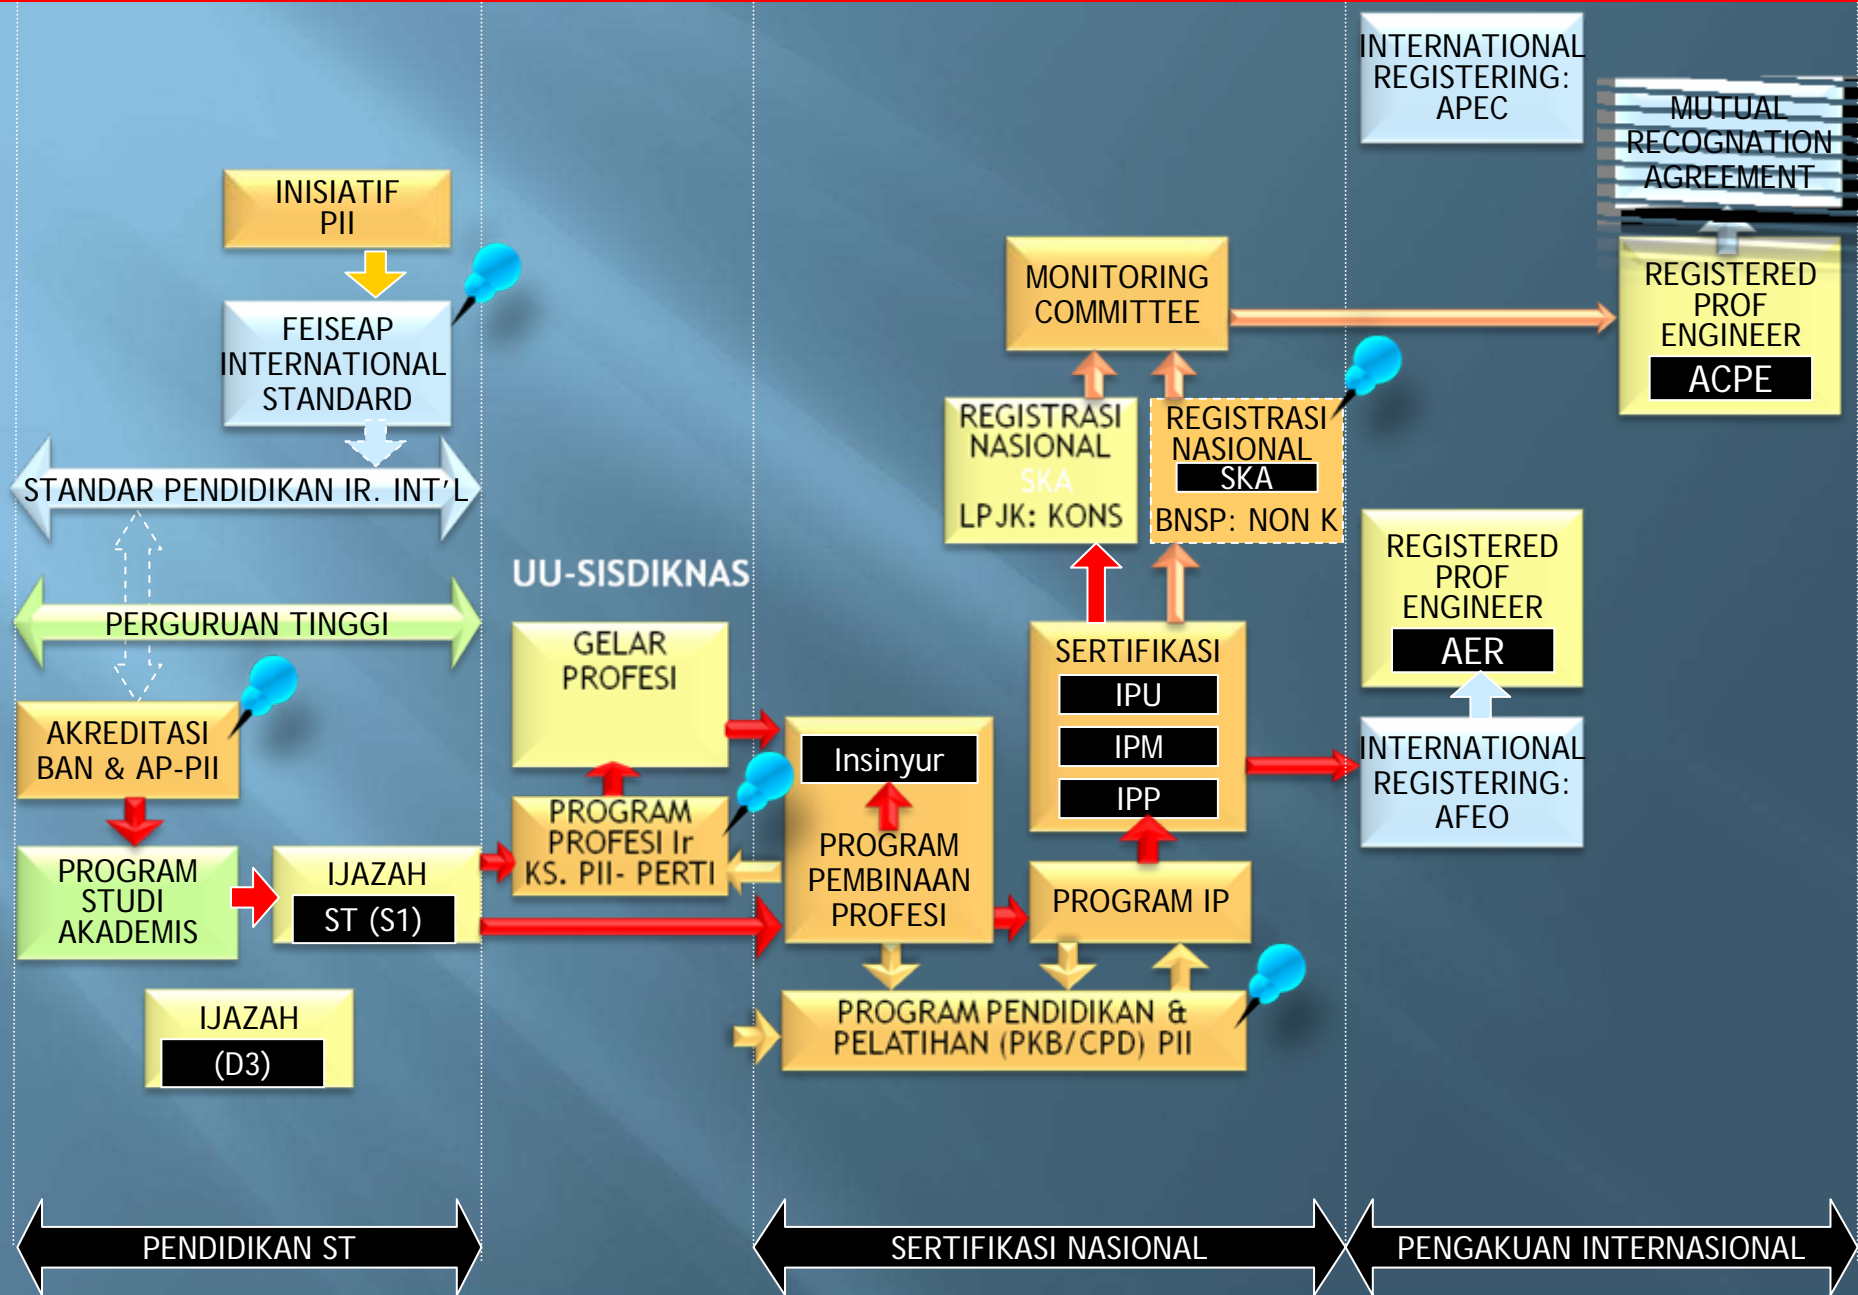 INTERNATIONAL
REGISTERING:
APEC
MUTUAL
RECOGNATION
AGREEMENT
INISIATIF
PII
FEISEAP
INTERNATIONAL
STANDARD
MONITORING
COMMITTEE
REGISTERED
PROF
ENGINEER
ACPE
REGISTRASI
NASIONAL
SKA
LPJK: KONS
REGISTRASI
NASIONAL
SKA
BNSP: NON K
STANDAR PENDIDIKAN IR. INT'L
REGISTERED
PROF
ENGINEER
AER
UU-SISDIKNAS
PERGURUAN TINGGI
GELAR
PROFESI
SERTIFIKASI
IPU
IPM
IPP
AKREDITASI
BAN & AP-PII
Insinyur
PROGRAM
PEMBINAAN
PROFESI
INTERNATIONAL
REGISTERING:
AFEO
PROGRAM
PROFESI Ir
KS. PII- PERTI
PROGRAM
STUDI
AKADEMIS
IJAZAH
ST (S1)
PROGRAM IP
IJAZAH
(D3)
PROGRAM PENDIDIKAN &
PELATIHAN (PKB/CPD) PII
PENDIDIKAN ST
SERTIFIKASI NASIONAL
PENGAKUAN INTERNASIONAL